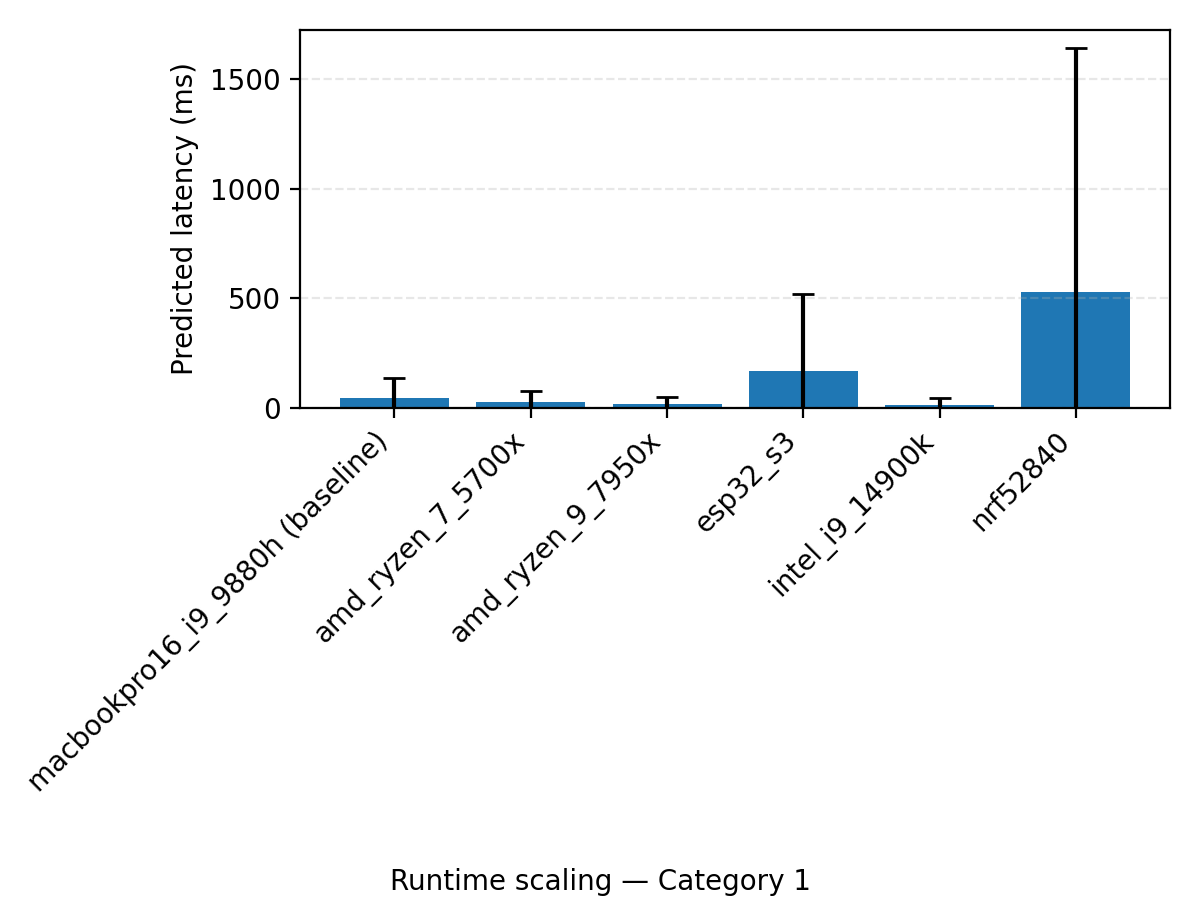 Predicted latency (ms)
1500
1000
500
0
macbookpro16_i9_9880h (baseline)
amd_ryzen_7_5700x
amd_ryzen_9_7950x
esp32_s3
intel_i9_14900k
nrf52840
Runtime scaling — Category 1